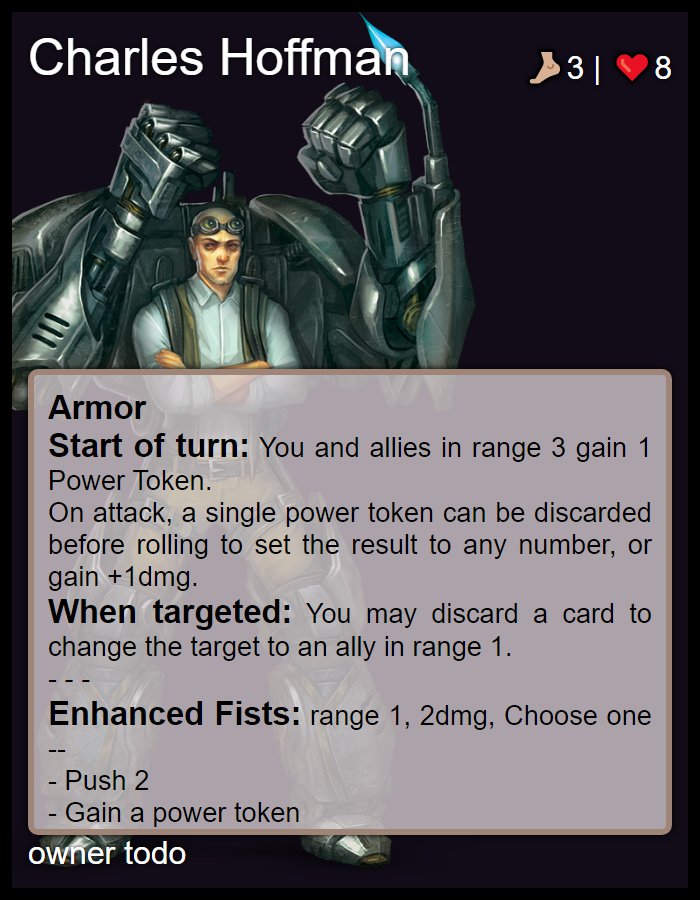 Charles Hoffman
3 | 8
Armor
Start of turn: You and allies in range 3 gain 1
Power Token.
On attack, a single power token can be discarded
before rolling to set the result to any number, or
gain +1dmg.
When targeted: You may discard a card to
change the target to an ally in range 1.
- - -
Enhanced Fists: range 1, 2dmg, Choose one
--
- Push 2
- Gain a power token
owner todo